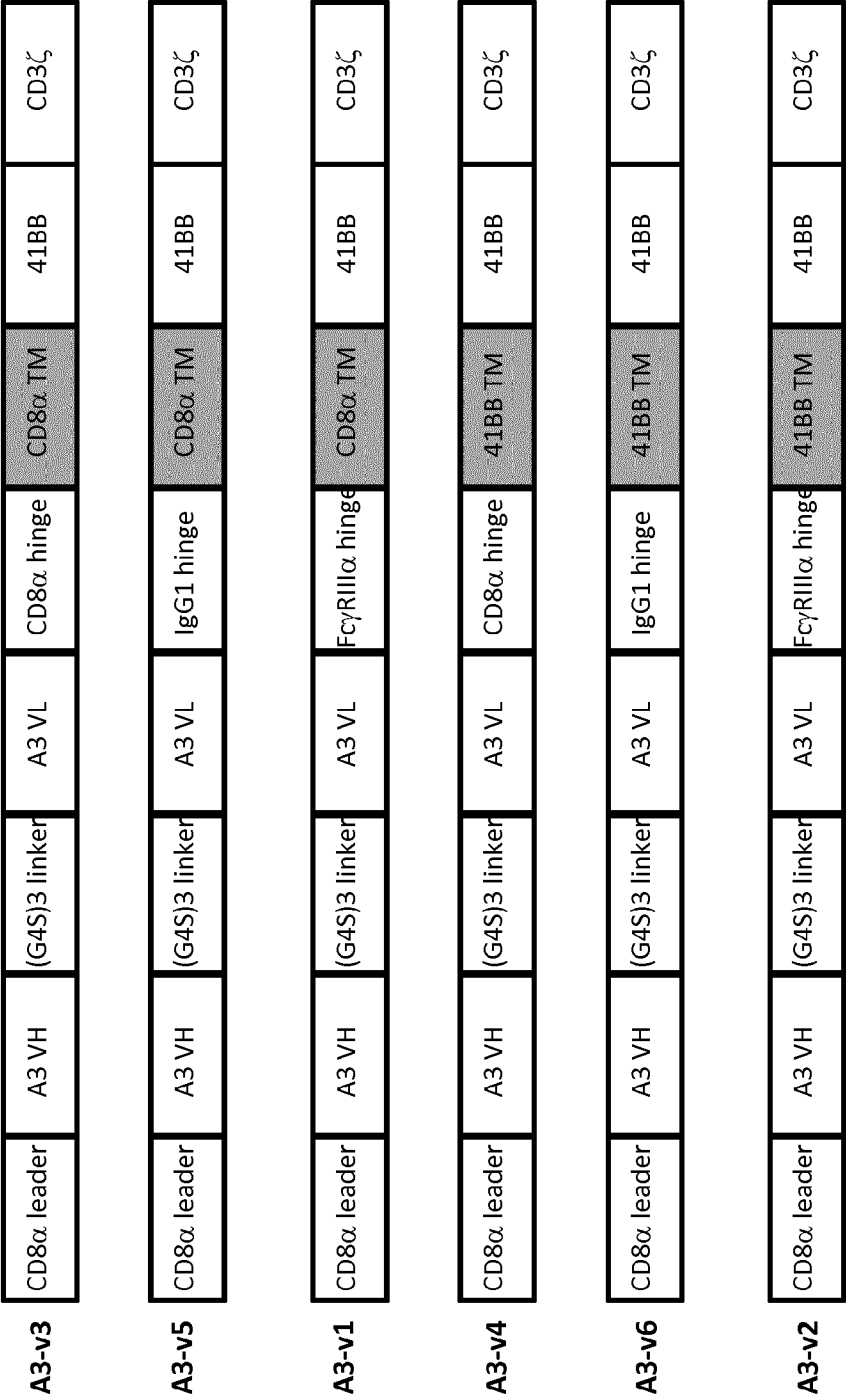 A3-v3 CD8α leader A3 VH (G4S)3 linker A3 VL CD8α hinge CD8α TM 41BB CD3ζ
A3-v5 CD8α leader A3 VH (G4S)3 linker A3 VL IgG1 hinge CD8α TM 41BB CD3ζ
A3-v1 CD8α leader A3 VH (G4S)3 linker A3 VL FcγRIIIα hinge CD8α TM 41BB CD3ζ
A3-v4 CD8α leader A3 VH (G4S)3 linker A3 VL CD8α hinge 41BB TM 41BB CD3ζ
A3-v6 CD8α leader A3 VH (G4S)3 linker A3 VL IgG1 hinge 41BB TM 41BB CD3ζ
A3-v2 CD8α leader A3 VH (G4S)3 linker A3 VL FcγRIIIα hinge 41BB TM 41BB CD3ζ